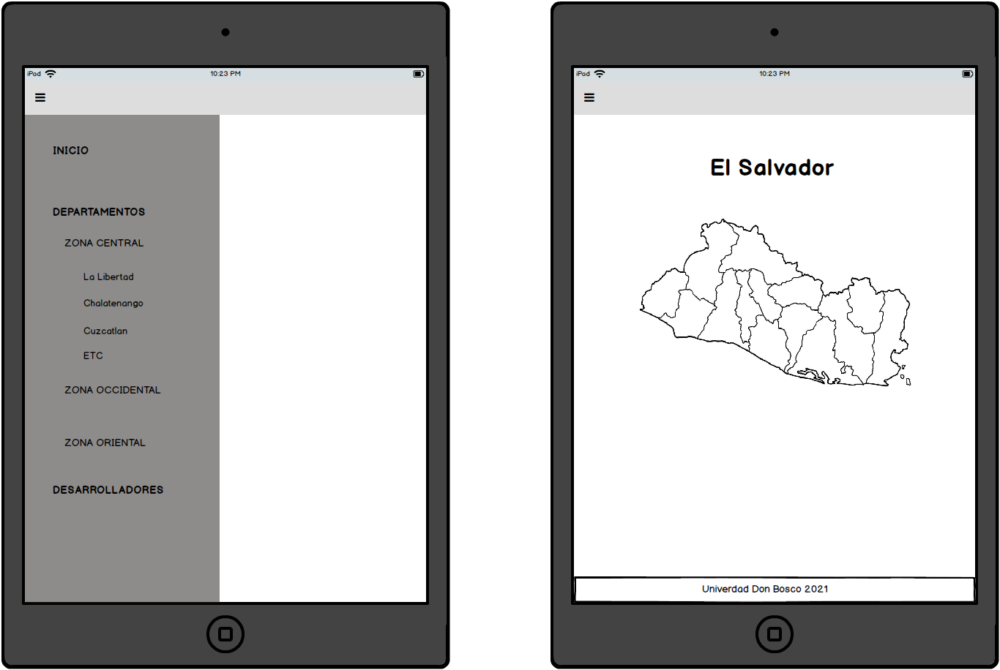 iPad 10:23 PM
INICIO
DEPARTAMENTOS
ZONA CENTRAL
La Libertad
Chalatenango
Cuzcatlan
ETC
ZONA OCCIDENTAL
ZONA ORIENTAL
DESARROLLADORES
iPad 10:23 PM
El Salvador
Univerdad Don Bosco 2021